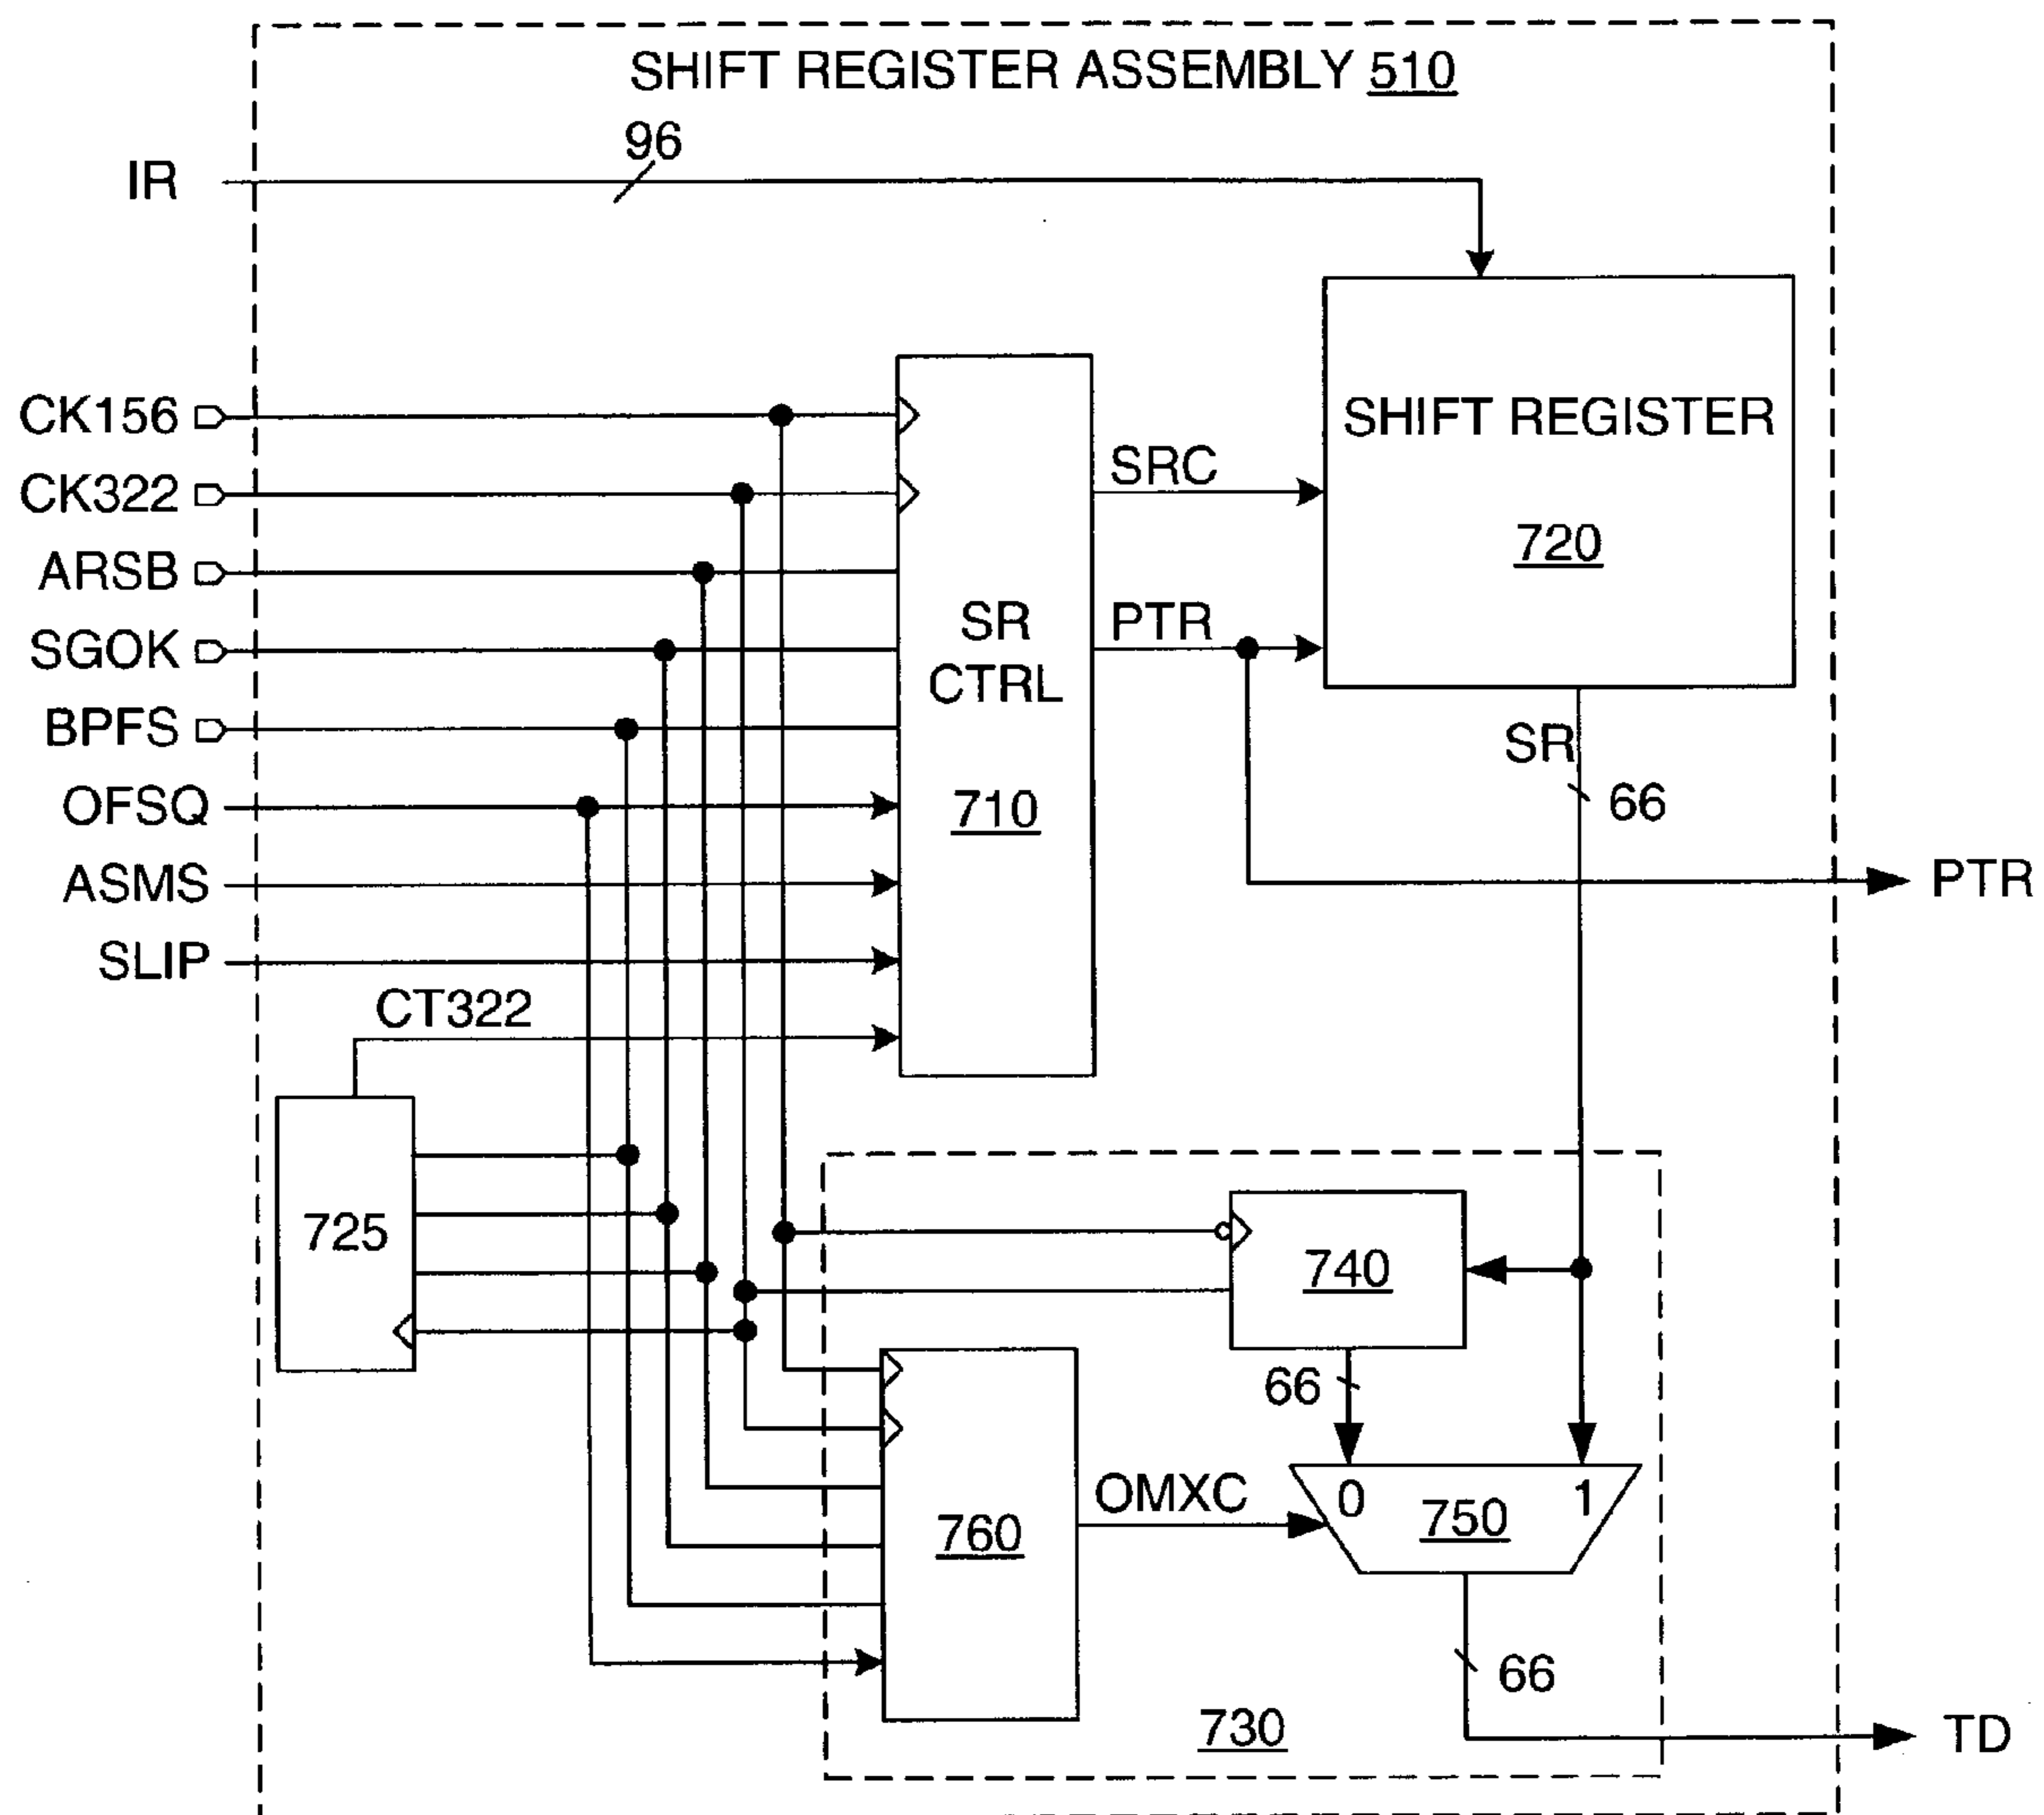 SHIFT REGISTER ASSEMBLY 510
96
IR
CK156
CK322
ARSB
SGOK
BPFS
OFSQ
ASMS
SLIP
CT322
SR
CTRL
710
SRC
PTR
SHIFT REGISTER
720
SR
66
PTR
725
740
66
OMXC
0
750
1
760
66
730
TD